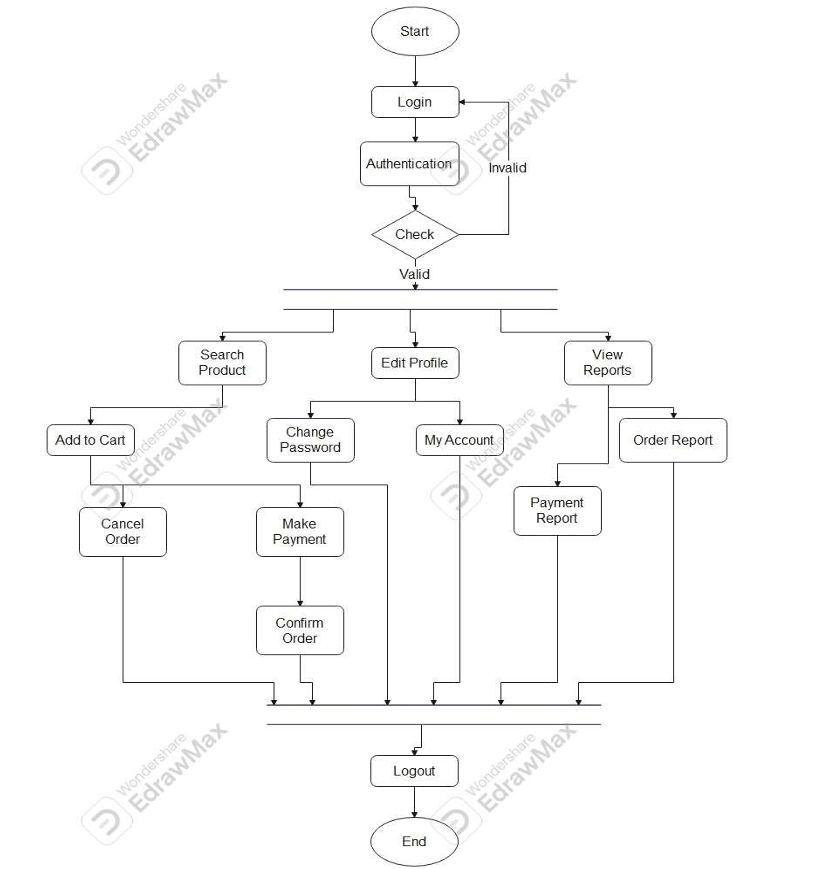 Start
Login
Authentication
Invalid
Check
Valid
Search
Product
Edit Profile
View
Reports
Add to Cart
Change
Password
My Account
Order Report
Cancel
Order
Make
Payment
Payment
Report
Confirm
Order
Logout
End
Wondershare
EdrawMax
Wondershare
EdrawMax
Wondershare
EdrawMax
Wondershare
EdrawMax
Wondershare
EdrawMax
Wondershare
EdrawMax